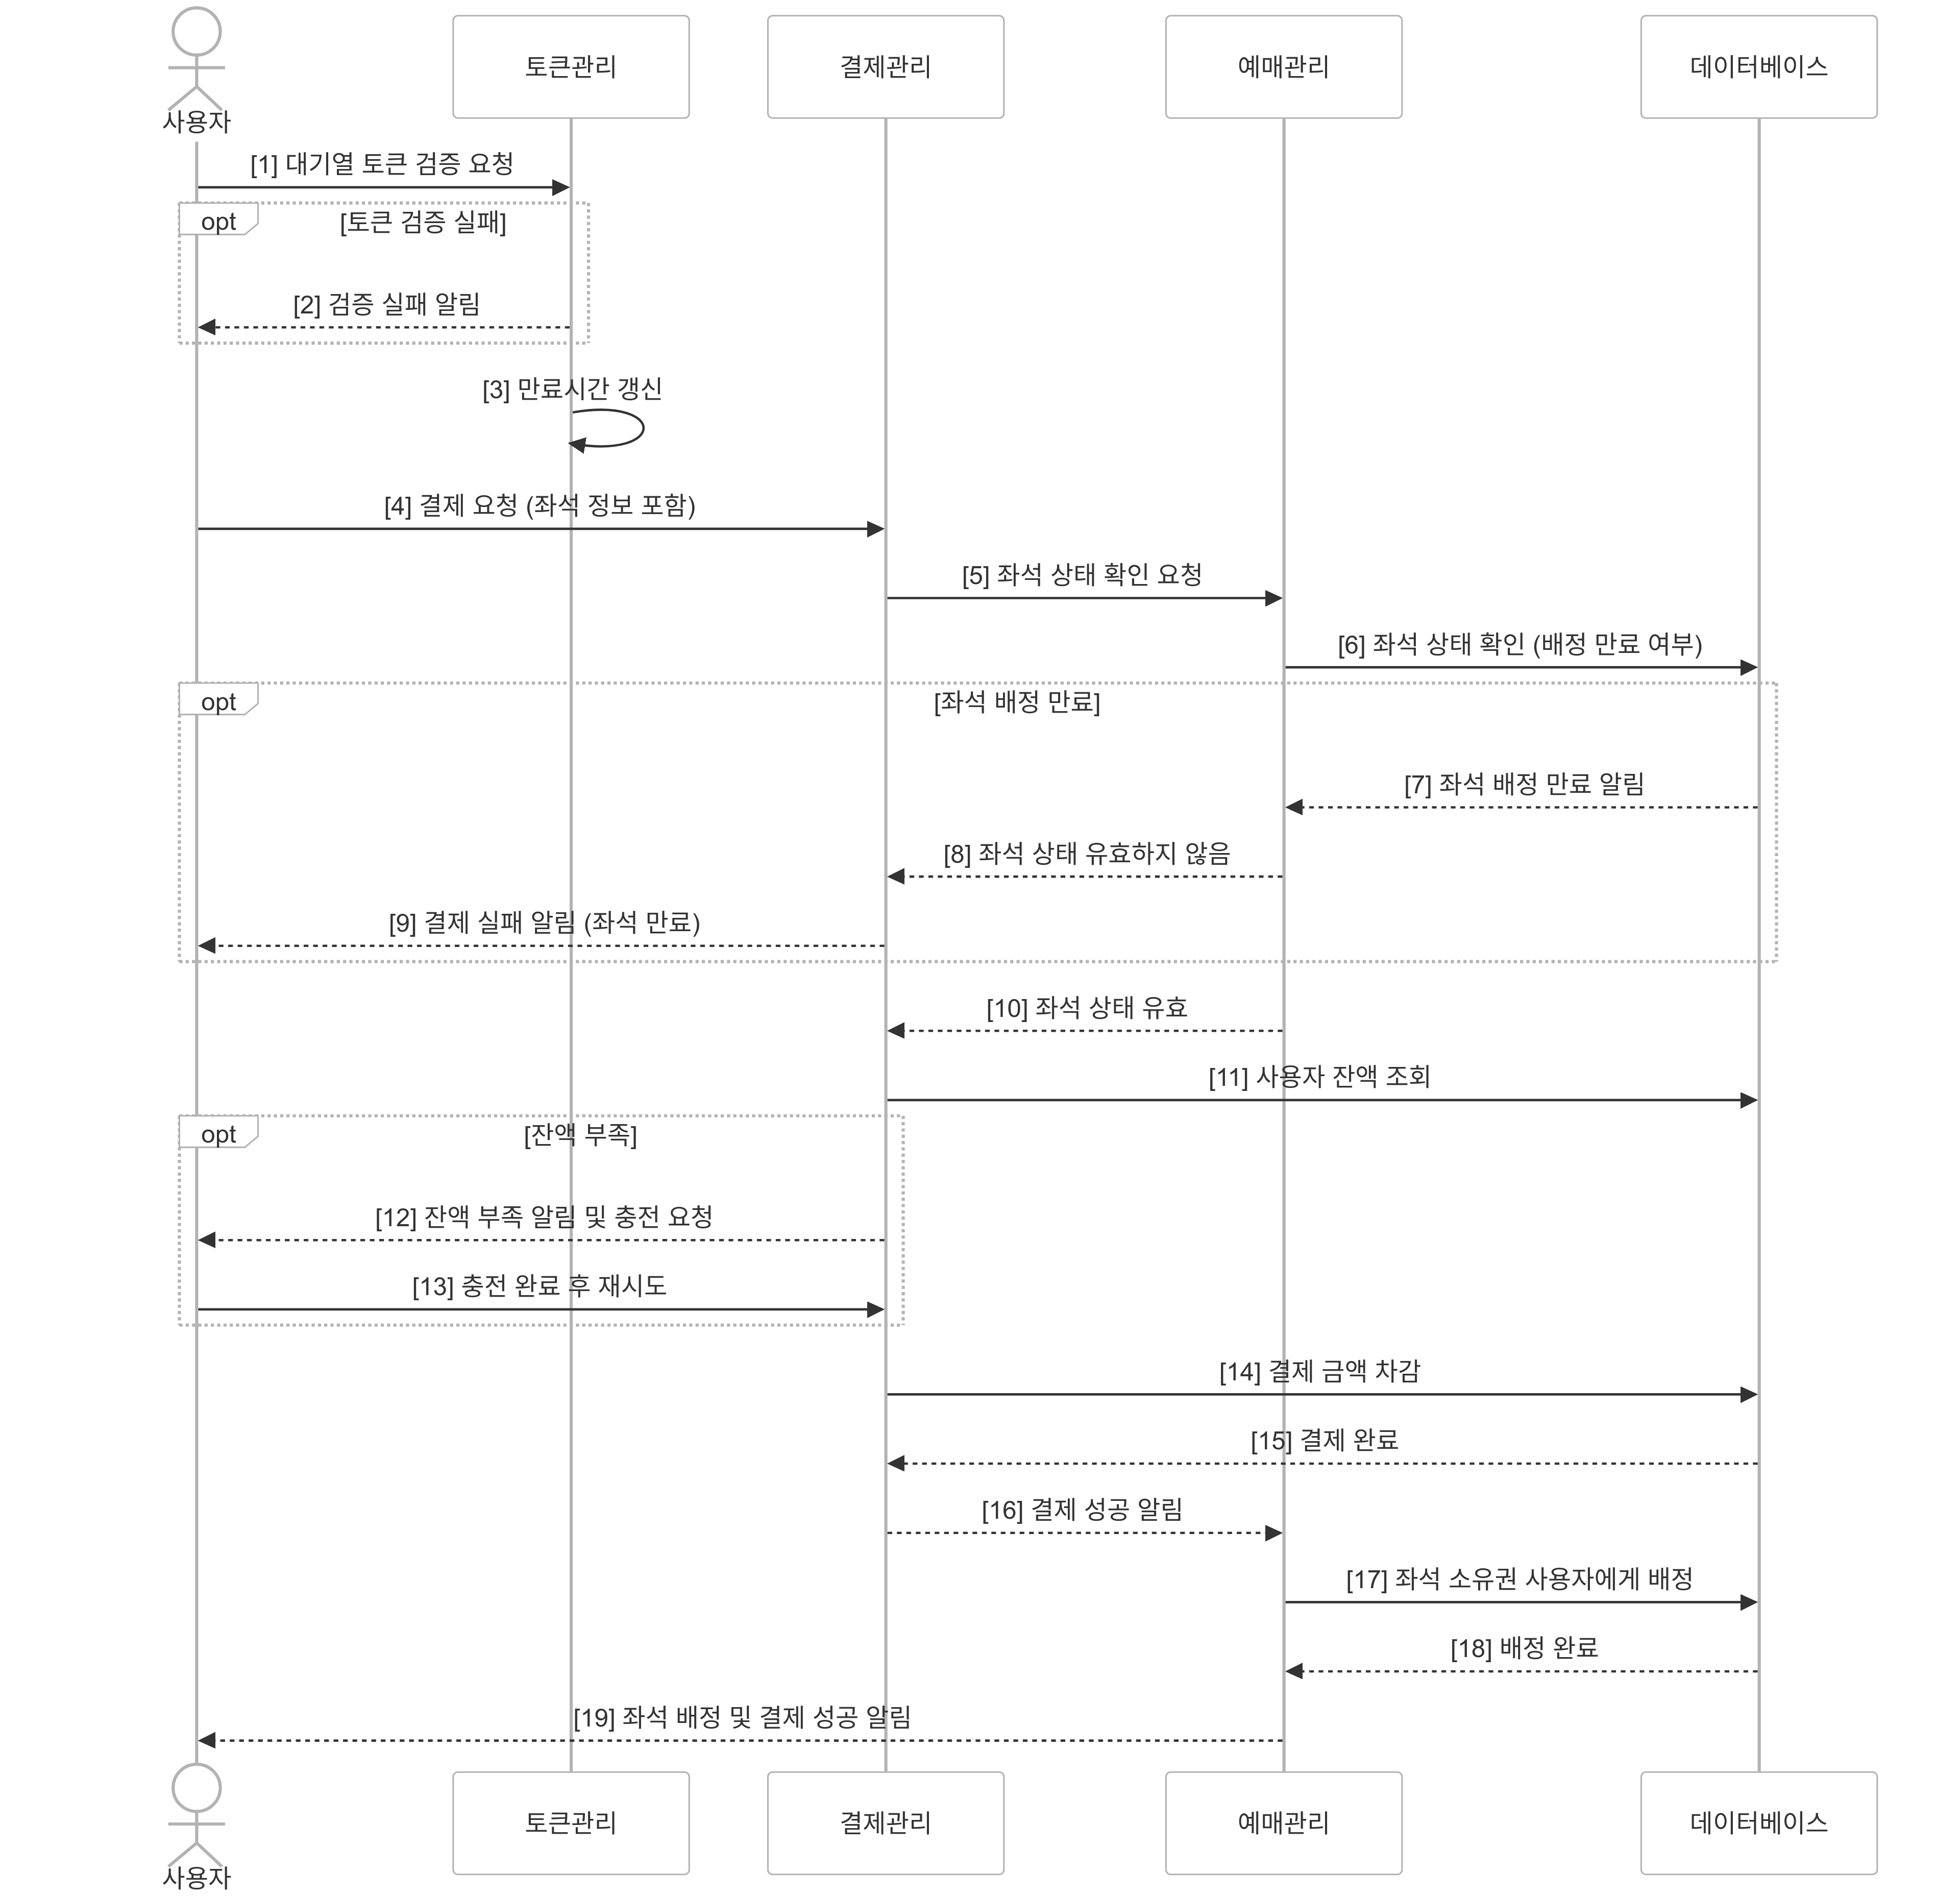 사용자
토큰관리
결제관리
예매관리
데이터베이스
[1] 대기열 토큰 검증 요청
opt
[토큰 검증 실패]
[2] 검증 실패 알림
[3] 만료시간 갱신
[4] 결제 요청 (좌석 정보 포함)
[5] 좌석 상태 확인 요청
[6] 좌석 상태 확인 (배정 만료 여부)
opt
[좌석 배정 만료]
[7] 좌석 배정 만료 알림
[8] 좌석 상태 유효하지 않음
[9] 결제 실패 알림 (좌석 만료)
[10] 좌석 상태 유효
[11] 사용자 잔액 조회
opt
[잔액 부족]
[12] 잔액 부족 알림 및 충전 요청
[13] 충전 완료 후 재시도
[14] 결제 금액 차감
[15] 결제 완료
[16] 결제 성공 알림
[17] 좌석 소유권 사용자에게 배정
[18] 배정 완료
[19] 좌석 배정 및 결제 성공 알림
사용자
토큰관리
결제관리
예매관리
데이터베이스